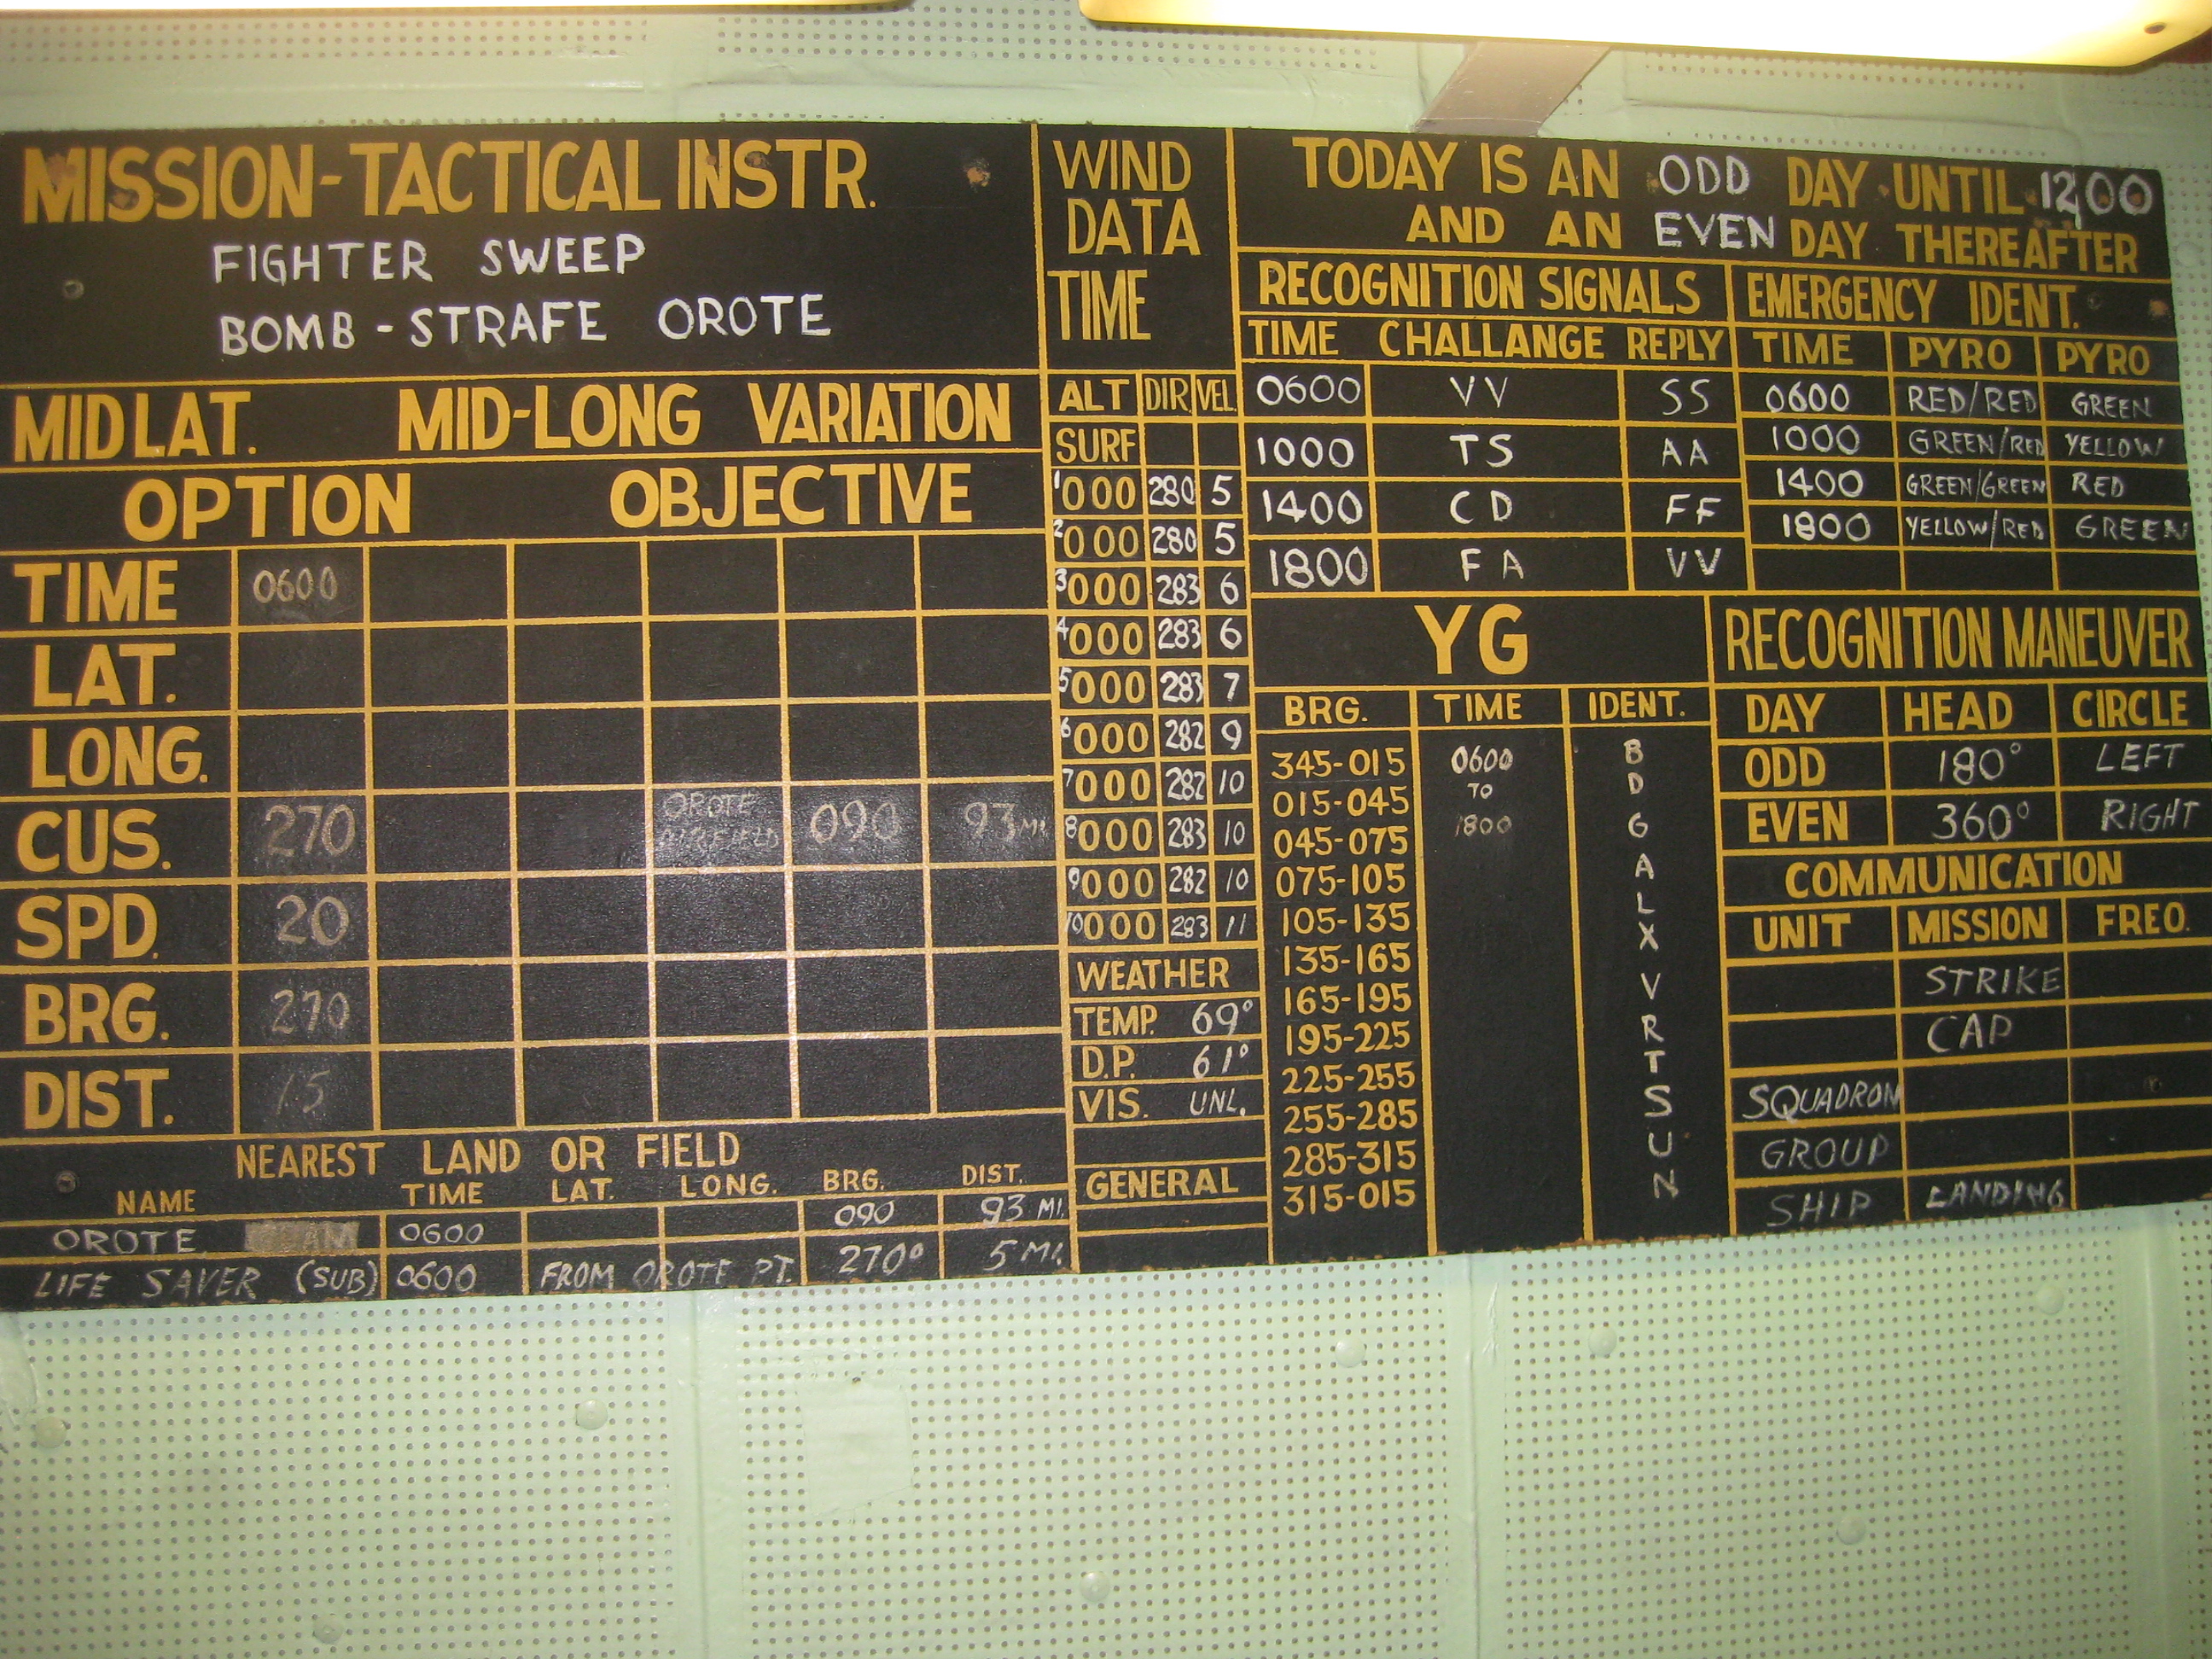 MISSION-TACTICAL INSTR.
FIGHTER SWEEP
BOMB-STRAFE OROTE
MID LAT. MID-LONG VARIATION
OPTION OBJECTIVE
TIME 0600
LAT.
LONG.
CUS. 270 OROTE AIRFIELD 090 93 MI
SPD. 20
BRG. 270
DIST. 15
NEAREST LAND OR FIELD
NAME TIME LAT. LONG. BRG. DIST.
OROTE 0600 090 93 MI.
LIFE SAVER (SUB) 0600 FROM OROTE PT. 270° 5 MI.
WIND
DATA
TIME
ALT DIR VEL
SURF
1000 280 5
2000 280 5
3000 283 6
4000 283 6
5000 283 7
6000 282 9
7000 282 10
8000 283 10
9000 282 10
10000 283 11
WEATHER
TEMP. 69°
D.P. 61°
VIS. UNL.
GENERAL
TODAY IS AN ODD DAY UNTIL 1200
AND AN EVEN DAY THEREAFTER
RECOGNITION SIGNALS
TIME CHALLANGE REPLY
0600 VV SS
1000 TS AA
1400 CD FF
1800 FA VV
EMERGENCY IDENT.
TIME PYRO PYRO
0600 RED/RED GREEN
1000 GREEN/RED YELLOW
1400 GREEN/GREEN RED
1800 YELLOW/RED GREEN
YG
BRG. TIME IDENT.
345-015 0600 B
015-045 TO D
045-075 1800 G
075-105 A
105-135 L
135-165 X
165-195 V
195-225 R
225-255 T
255-285 S
285-315 U
315-015 N
RECOGNITION MANEUVER
DAY HEAD CIRCLE
ODD 180° LEFT
EVEN 360° RIGHT
COMMUNICATION
UNIT MISSION FREQ.
STRIKE
CAP
SQUADRON
GROUP
SHIP LANDING